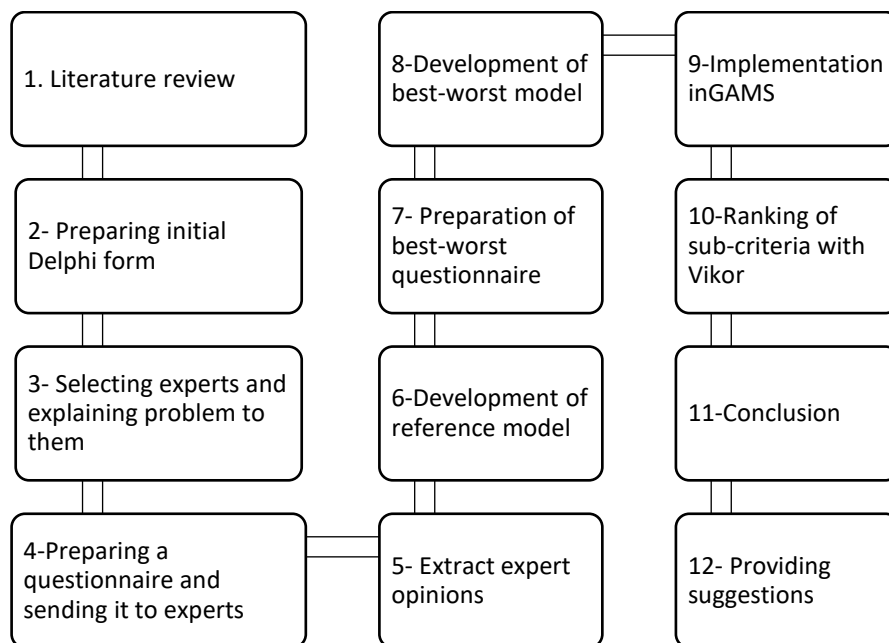 1. Literature review
2- Preparing initial
Delphi form
3- Selecting experts and
explaining problem to
them
4-Preparing a
questionnaire and
sending it to experts
5- Extract expert
opinions
6-Development of
reference model
7- Preparation of
best-worst
questionnaire
8-Development of
best-worst model
9-Implementation
inGAMS
10-Ranking of
sub-criteria with
Vikor
11-Conclusion
12- Providing
suggestions